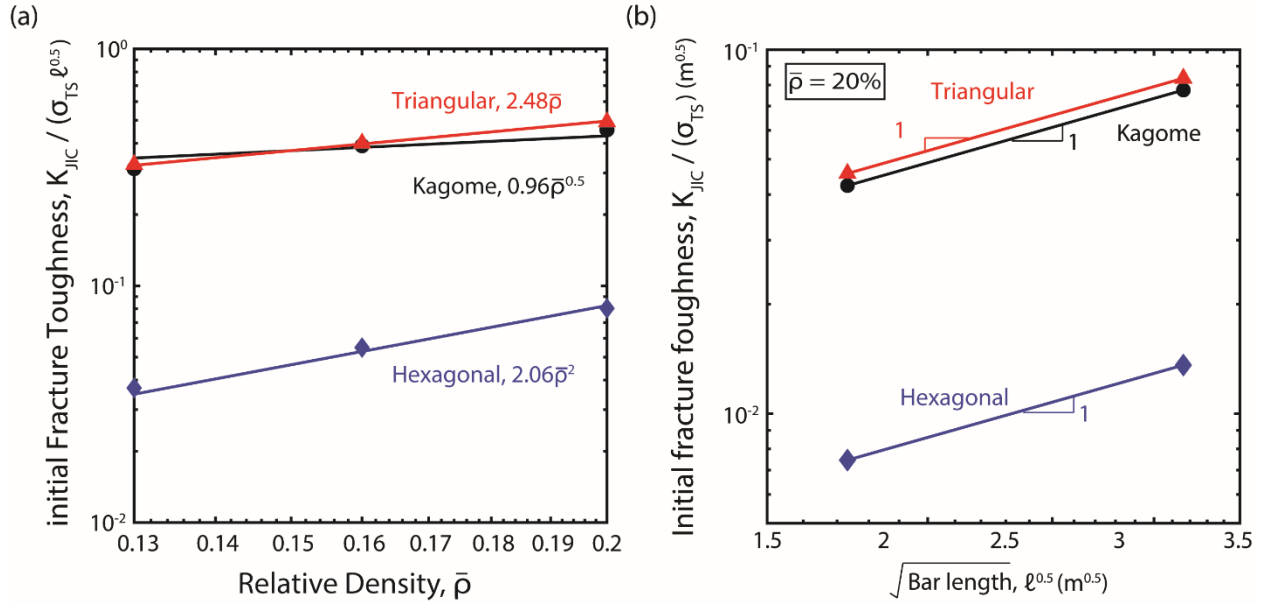 (a)
initial Fracture Toughness, K_JIC / (σ_TS ℓ^0.5)
10^0
10^-1
10^-2
Triangular, 2.48ρ̅
Kagome, 0.96ρ̅^0.5
Hexagonal, 2.06ρ̅^2
0.13 0.14 0.15 0.16 0.17 0.18 0.19 0.2
Relative Density, ρ̅
(b)
Initial fracture foughness, K_JIC / (σ_TS) (m^0.5)
10^-1
10^-2
ρ̅ = 20%
Triangular
1
1
Kagome
Hexagonal
1
1.5 2 2.5 3 3.5
√Bar length, ℓ^0.5 (m^0.5)